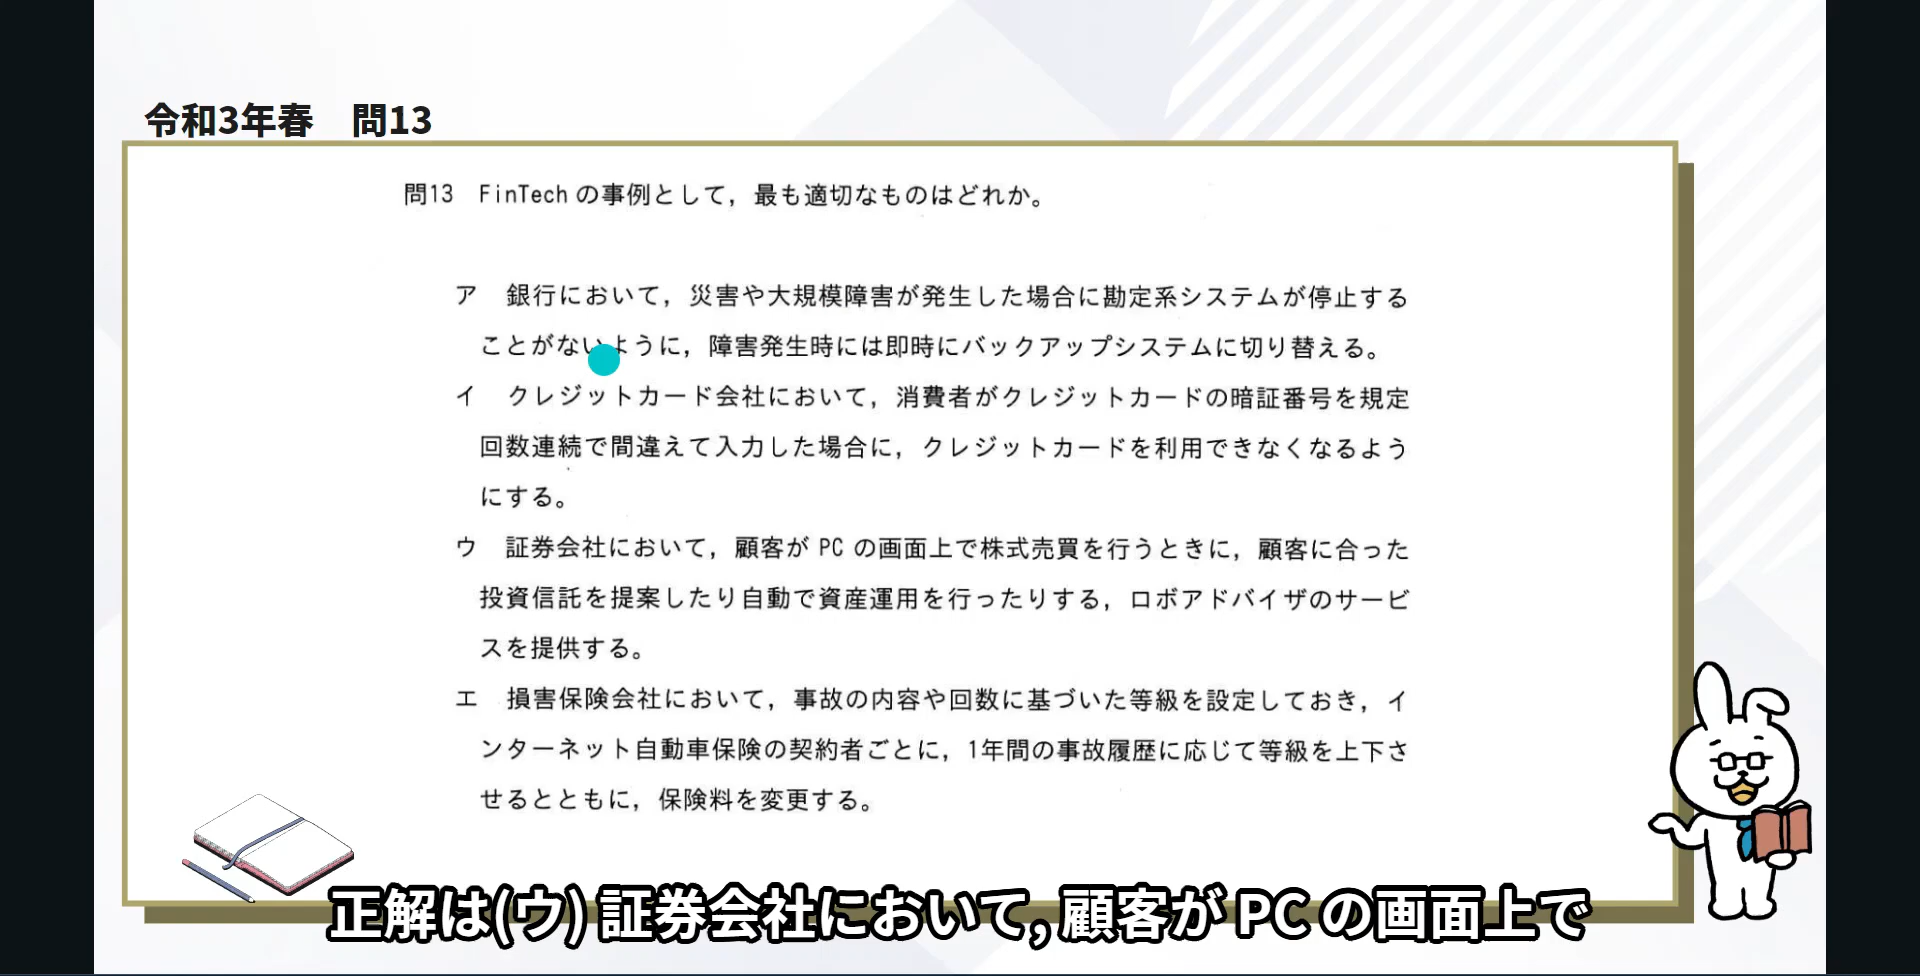 令和3年春　問13
問13　FinTech の事例として，最も適切なものはどれか。
ア　銀行において，災害や大規模障害が発生した場合に勘定系システムが停止する
ことがないように，障害発生時には即時にバックアップシステムに切り替える。
イ　クレジットカード会社において，消費者がクレジットカードの暗証番号を規定
回数連続で間違えて入力した場合に，クレジットカードを利用できなくなるよう
にする。
ウ　証券会社において，顧客が PC の画面上で株式売買を行うときに，顧客に合った
投資信託を提案したり自動で資産運用を行ったりする，ロボアドバイザのサービ
スを提供する。
エ　損害保険会社において，事故の内容や回数に基づいた等級を設定しておき，イ
ンターネット自動車保険の契約者ごとに，1年間の事故履歴に応じて等級を上下さ
せるとともに，保険料を変更する。
正解は(ウ) 証券会社において, 顧客が PC の画面上で